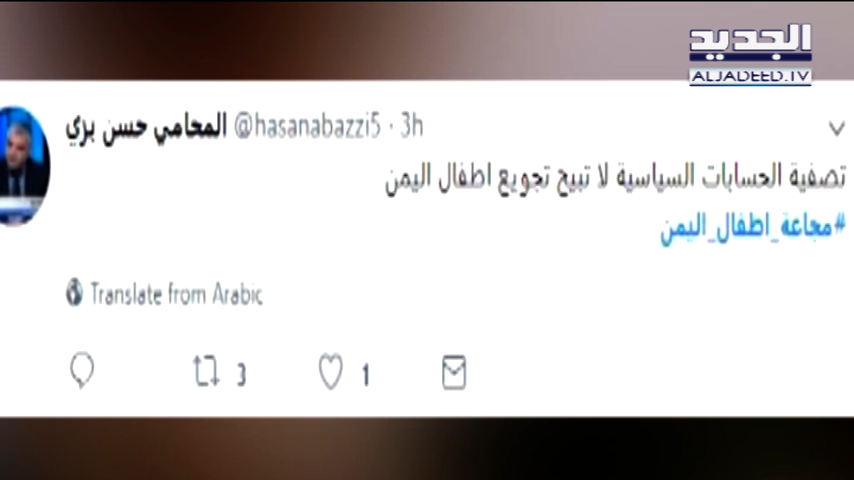 الجديد
ALJADEED.TV
المحامي حسن بزي @hasanabazzi5 · 3h
تصفية الحسابات السياسية لا تبيح تجويع اطفال اليمن
#مجاعة_اطفال_اليمن
Translate from Arabic
3 1